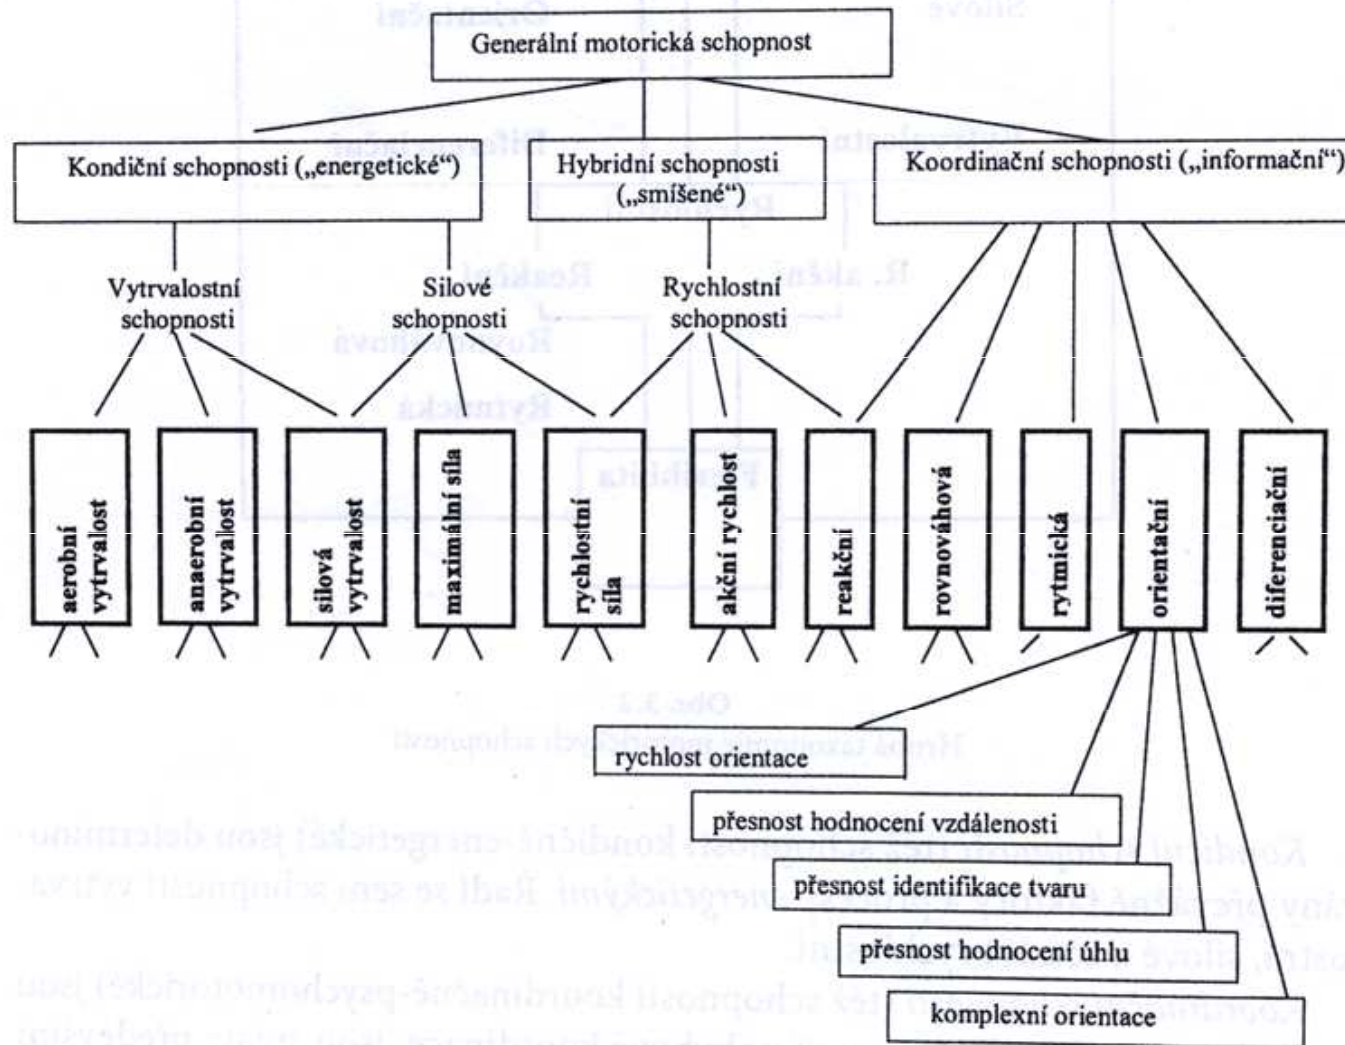 Generální motorická schopnost
Kondiční schopnosti („energetické“)
Hybridní schopnosti
(„smíšené“)
Koordinační schopnosti („informační“)
Vytrvalostní
schopnosti
Silové
schopnosti
Rychlostní
schopnosti
aerobní
vytrvalost
anaerobní
vytrvalost
silová
vytrvalost
maximální síla
rychlostní
síla
akční rychlost
reakční
rovnováhová
rytmická
orientační
diferenciační
rychlost orientace
přesnost hodnocení vzdálenosti
přesnost identifikace tvaru
přesnost hodnocení úhlu
komplexní orientace